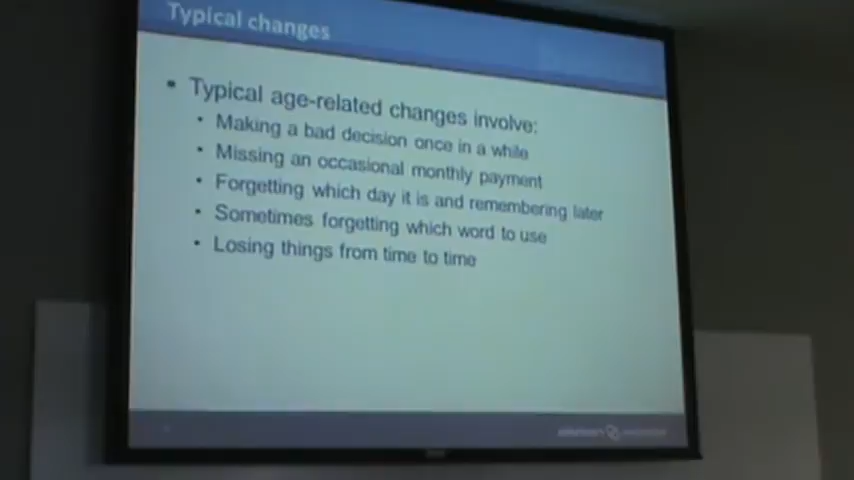 Typical changes
• Typical age-related changes involve:
• Making a bad decision once in a while
• Missing an occasional monthly payment
• Forgetting which day it is and remembering later
• Sometimes forgetting which word to use
• Losing things from time to time